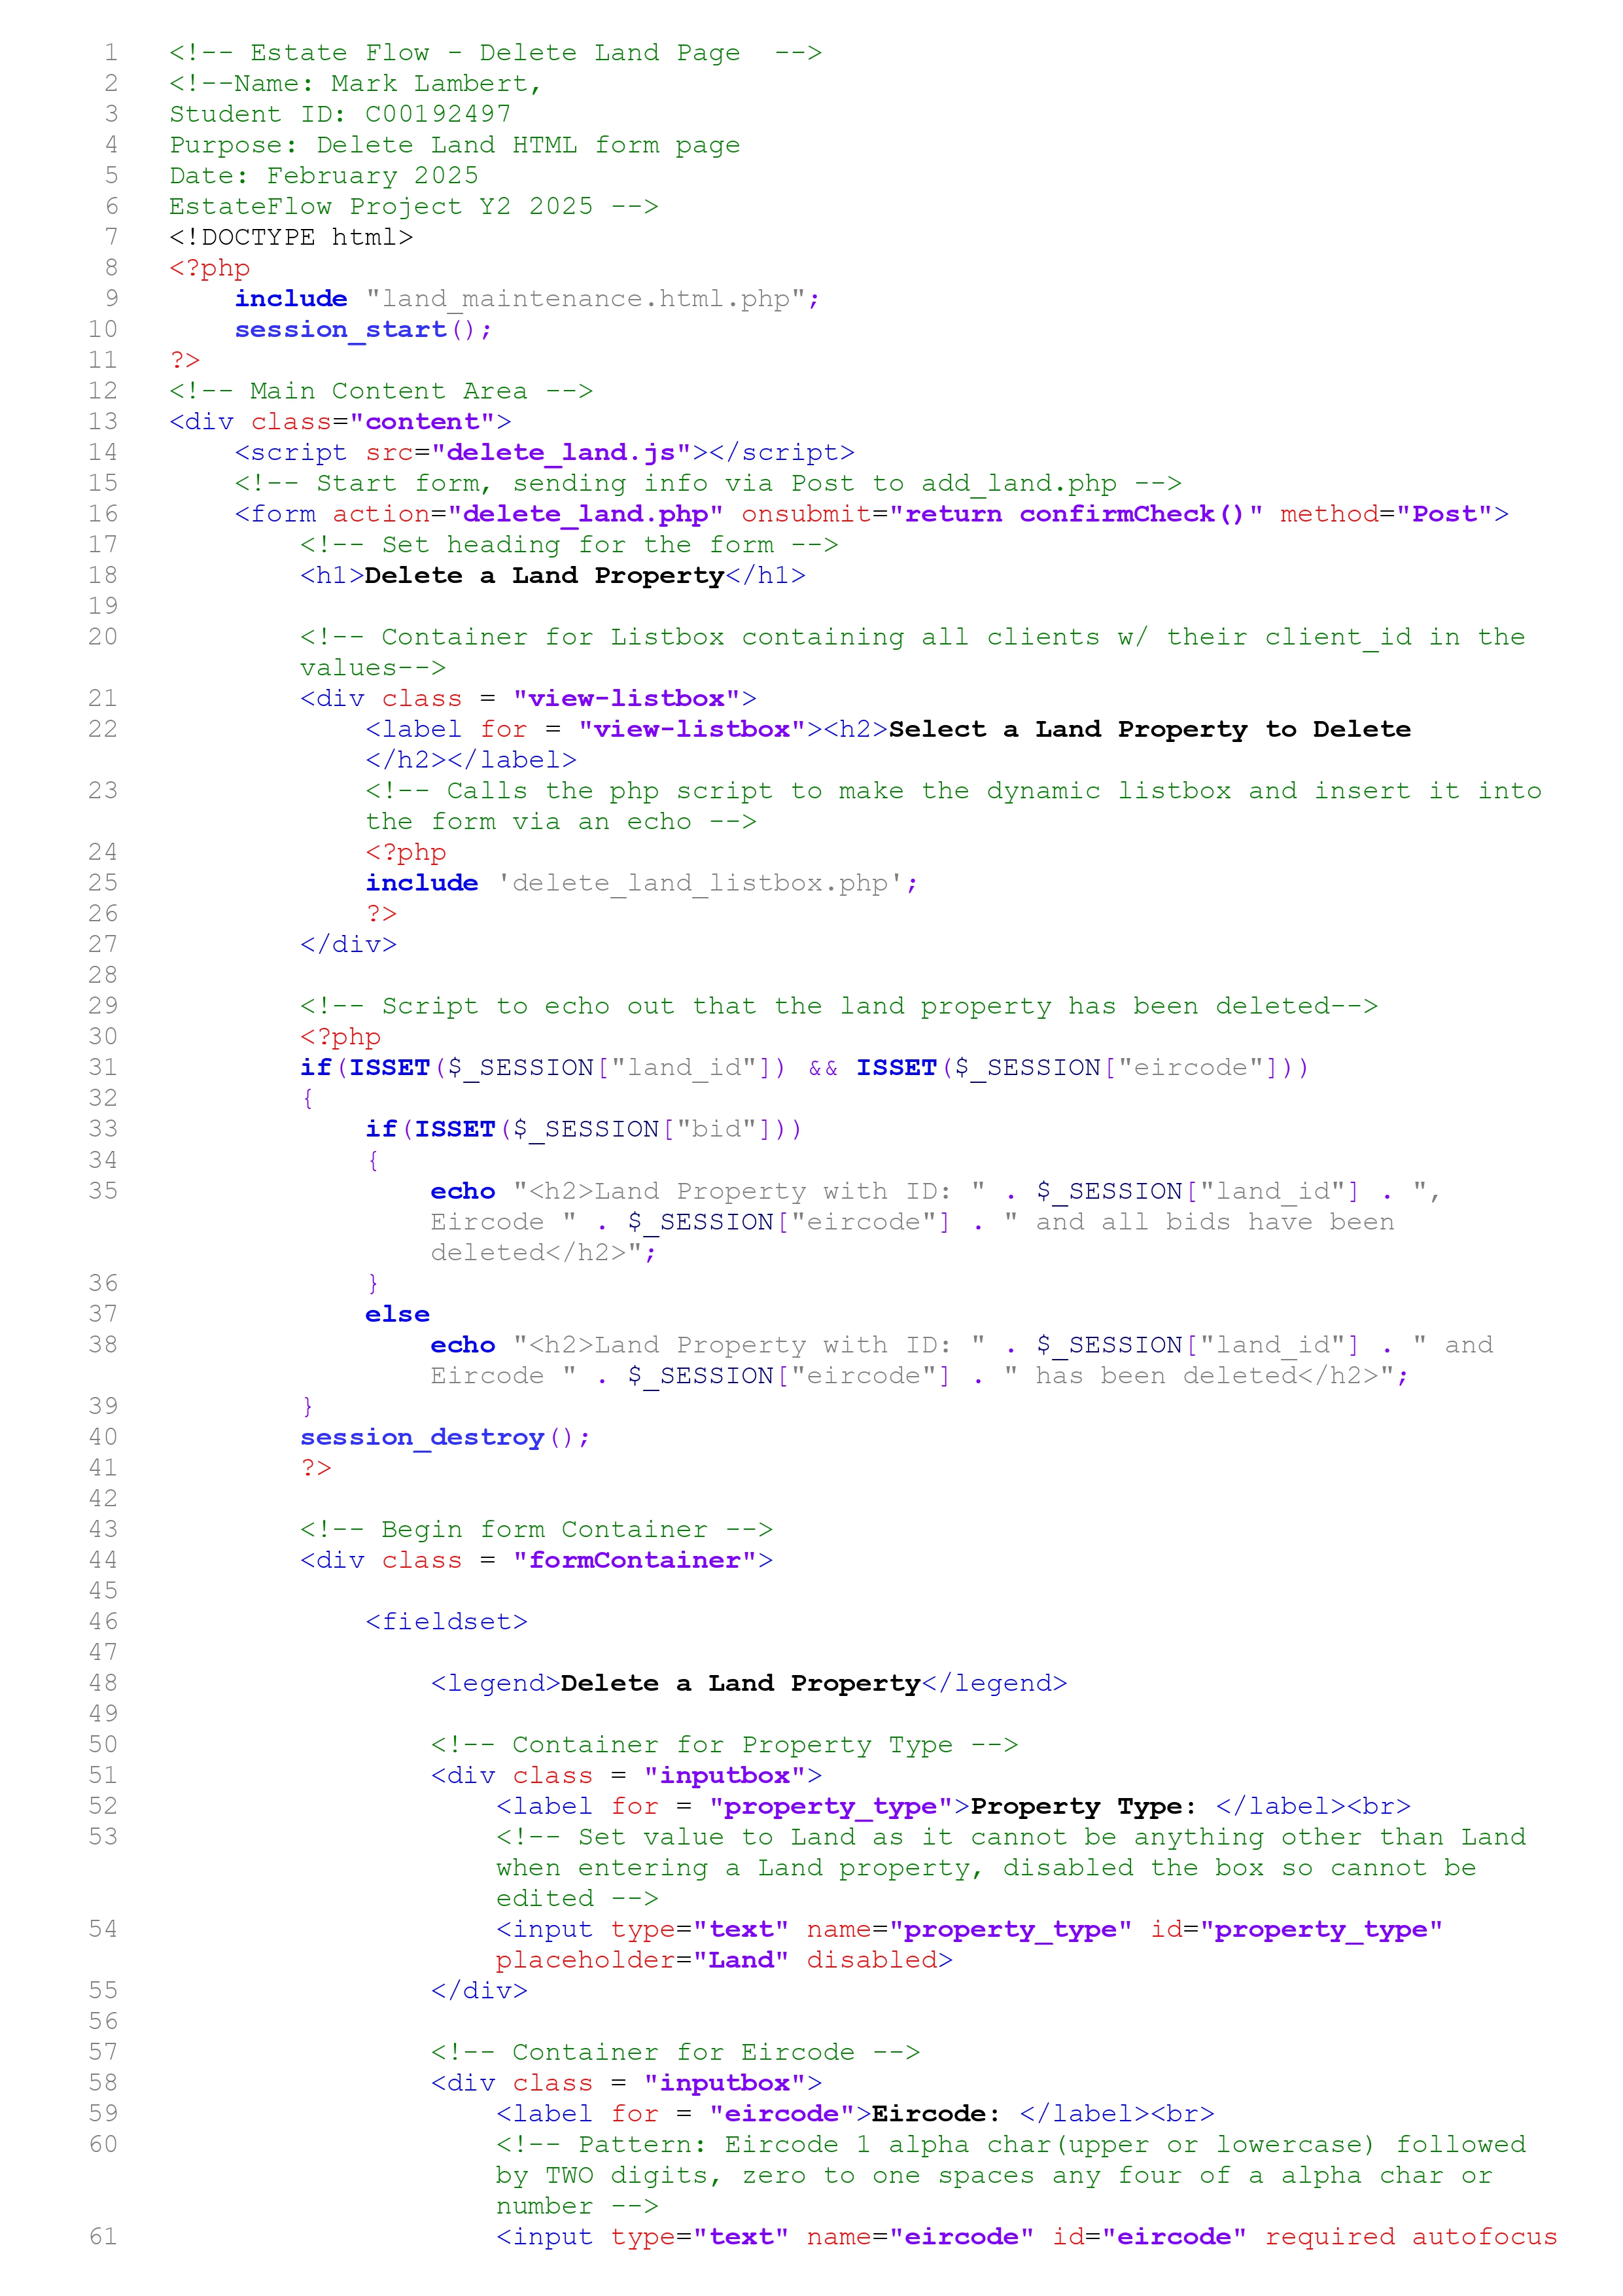 1 <!-- Estate Flow - Delete Land Page  -->
2 <!--Name: Mark Lambert,
3 Student ID: C00192497
4 Purpose: Delete Land HTML form page
5 Date: February 2025
6 EstateFlow Project Y2 2025 -->
7 <!DOCTYPE html>
8 <?php
9     include "land_maintenance.html.php";
10     session_start();
11 ?>
12 <!-- Main Content Area -->
13 <div class="content">
14     <script src="delete_land.js"></script>
15     <!-- Start form, sending info via Post to add_land.php -->
16     <form action="delete_land.php" onsubmit="return confirmCheck()" method="Post">
17         <!-- Set heading for the form -->
18         <h1>Delete a Land Property</h1>
19
20         <!-- Container for Listbox containing all clients w/ their client_id in the
        values-->
21         <div class = "view-listbox">
22             <label for = "view-listbox"><h2>Select a Land Property to Delete
            </h2></label>
23             <!-- Calls the php script to make the dynamic listbox and insert it into
            the form via an echo -->
24             <?php
25             include 'delete_land_listbox.php';
26             ?>
27         </div>
28
29         <!-- Script to echo out that the land property has been deleted-->
30         <?php
31         if(ISSET($_SESSION["land_id"]) && ISSET($_SESSION["eircode"]))
32         {
33             if(ISSET($_SESSION["bid"]))
34             {
35                 echo "<h2>Land Property with ID: " . $_SESSION["land_id"] . ",
                Eircode " . $_SESSION["eircode"] . " and all bids have been
                deleted</h2>";
36             }
37             else
38                 echo "<h2>Land Property with ID: " . $_SESSION["land_id"] . " and
                Eircode " . $_SESSION["eircode"] . " has been deleted</h2>";
39         }
40         session_destroy();
41         ?>
42
43         <!-- Begin form Container -->
44         <div class = "formContainer">
45
46             <fieldset>
47
48                 <legend>Delete a Land Property</legend>
49
50                 <!-- Container for Property Type -->
51                 <div class = "inputbox">
52                     <label for = "property_type">Property Type: </label><br>
53                     <!-- Set value to Land as it cannot be anything other than Land
                    when entering a Land property, disabled the box so cannot be
                    edited -->
54                     <input type="text" name="property_type" id="property_type"
                    placeholder="Land" disabled>
55                 </div>
56
57                 <!-- Container for Eircode -->
58                 <div class = "inputbox">
59                     <label for = "eircode">Eircode: </label><br>
60                     <!-- Pattern: Eircode 1 alpha char(upper or lowercase) followed
                    by TWO digits, zero to one spaces any four of a alpha char or
                    number -->
61                     <input type="text" name="eircode" id="eircode" required autofocus